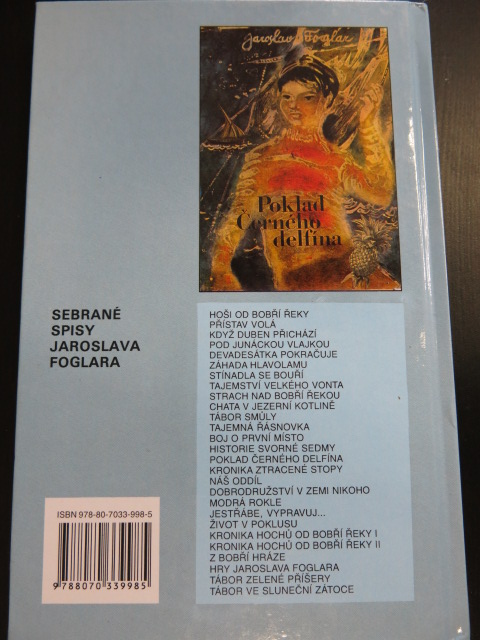 Jaroslav Foglar
Poklad
Černého
delfína
SEBRANÉ
SPISY
JAROSLAVA
FOGLARA
HOŠI OD BOBŘÍ ŘEKY
PŘÍSTAV VOLÁ
KDYŽ DUBEN PŘICHÁZÍ
POD JUNÁCKOU VLAJKOU
DEVADESÁTKA POKRAČUJE
ZÁHADA HLAVOLAMU
STÍNADLA SE BOUŘÍ
TAJEMSTVÍ VELKÉHO VONTA
STRACH NAD BOBŘÍ ŘEKOU
CHATA V JEZERNÍ KOTLINĚ
TÁBOR SMŮLY
TAJEMNÁ ŘÁSNOVKA
BOJ O PRVNÍ MÍSTO
HISTORIE SVORNÉ SEDMY
POKLAD ČERNÉHO DELFÍNA
KRONIKA ZTRACENÉ STOPY
NÁŠ ODDÍL
DOBRODRUŽSTVÍ V ZEMI NIKOHO
MODRÁ ROKLE
JESTŘÁBE, VYPRAVUJ...
ŽIVOT V POKLUSU
KRONIKA HOCHŮ OD BOBŘÍ ŘEKY I
KRONIKA HOCHŮ OD BOBŘÍ ŘEKY II
Z BOBŘÍ HRÁZE
HRY JAROSLAVA FOGLARA
TÁBOR ZELENÉ PŘÍŠERY
TÁBOR VE SLUNEČNÍ ZÁTOCE
ISBN 978-80-7033-998-5
9788070339985